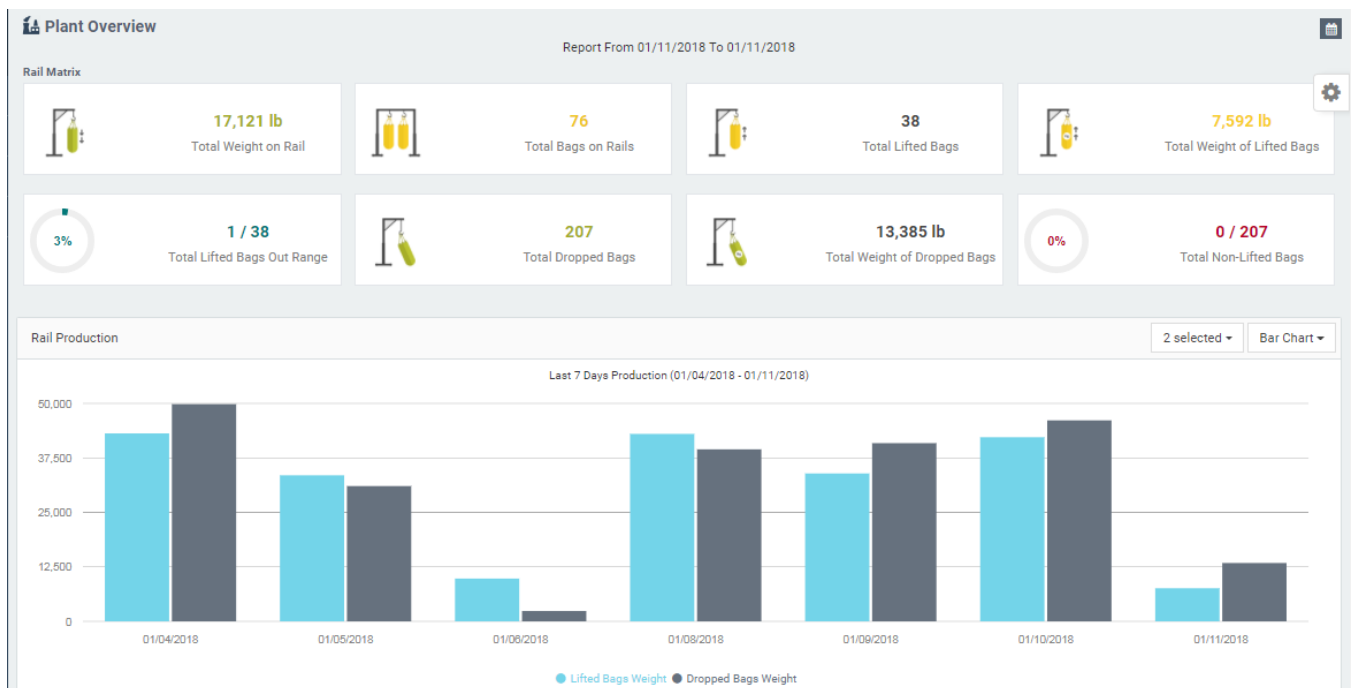 Plant Overview
Report From 01/11/2018 To 01/11/2018
Rail Matrix
17,121 lb
Total Weight on Rail
76
Total Bags on Rails
38
Total Lifted Bags
7,592 lb
Total Weight of Lifted Bags
3%
1 / 38
Total Lifted Bags Out Range
207
Total Dropped Bags
13,385 lb
Total Weight of Dropped Bags
0%
0 / 207
Total Non-Lifted Bags
Rail Production
2 selected
Bar Chart
Last 7 Days Production (01/04/2018 - 01/11/2018)
50,000
37,500
25,000
12,500
0
01/04/2018 01/05/2018 01/06/2018 01/08/2018 01/09/2018 01/10/2018 01/11/2018
Lifted Bags Weight Dropped Bags Weight